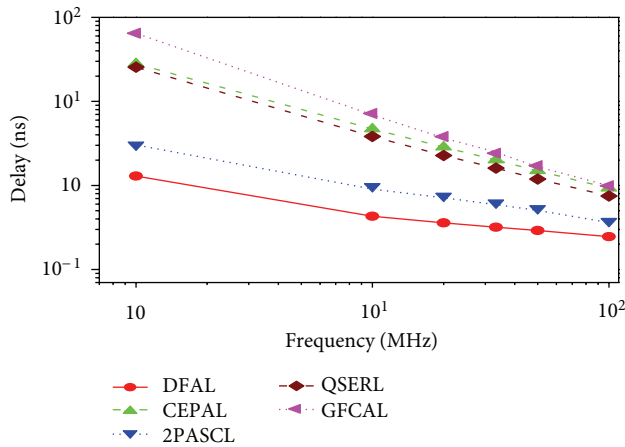 10²
10¹
10
10⁻¹
Delay (ns)
10
10¹
10²
Frequency (MHz)
DFAL
CEPAL
2PASCL
QSERL
GFCAL